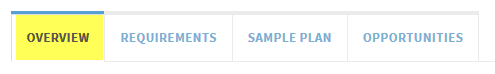 OVERVIEW REQUIREMENTS SAMPLE PLAN OPPORTUNITIES